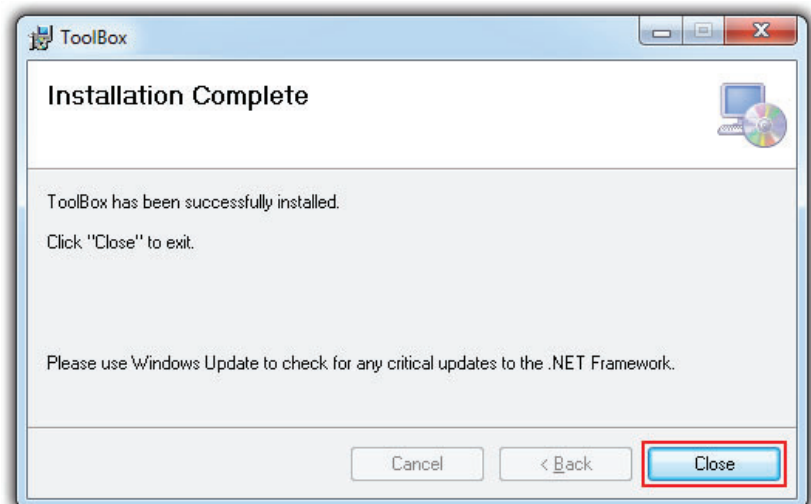 ToolBox
Installation Complete
ToolBox has been successfully installed.
Click "Close" to exit.
Please use Windows Update to check for any critical updates to the .NET Framework.
Cancel
< Back
Close